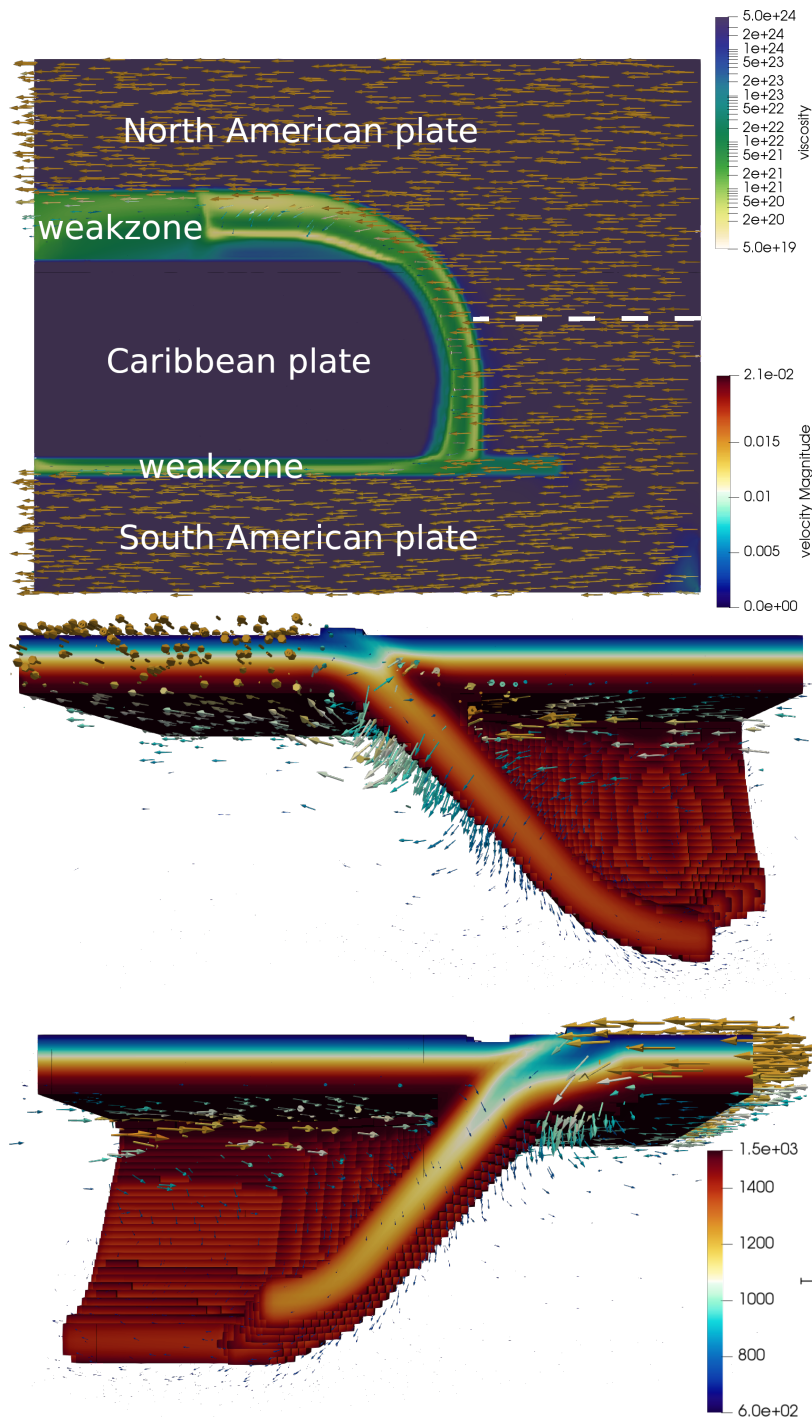 North American plate
weakzone
Caribbean plate
weakzone
South American plate
5.0e+24
2e+24
1e+24
5e+23
2e+23
1e+23
5e+22
2e+22
1e+22
5e+21
2e+21
1e+21
5e+20
2e+20
5.0e+19
viscosity
2.1e-02
0.015
0.01
0.005
0.0e+00
velocity Magnitude
1.5e+03
1400
1200
1000
800
6.0e+02
T